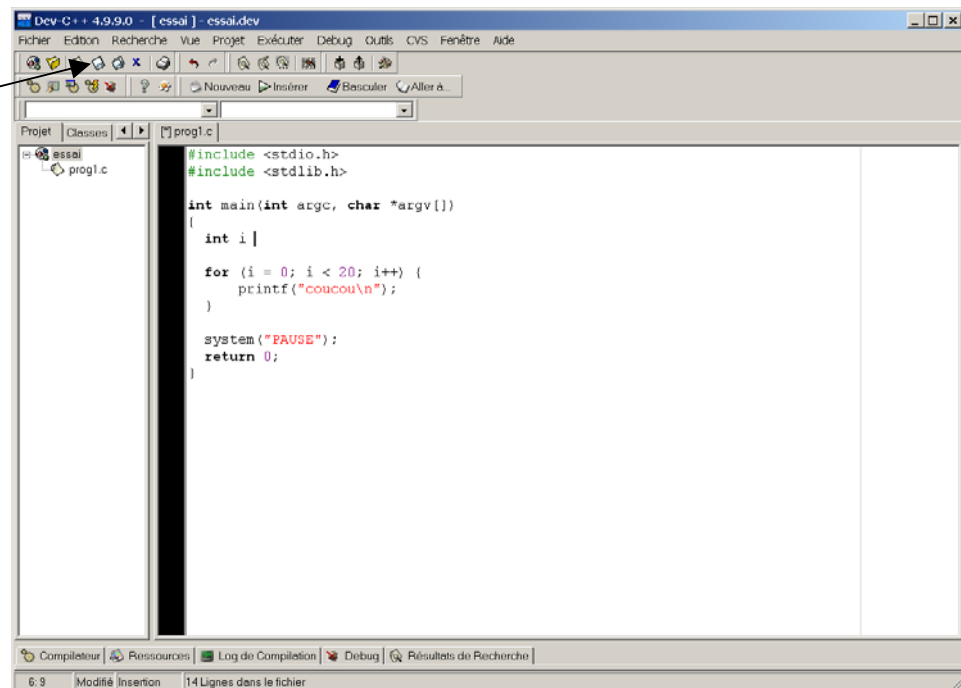 Dev-C++ 4.9.9.0 - [ essai ] - essai.dev
Fichier Edition Recherche Vue Projet Exécuter Debug Outils CVS Fenêtre Aide
Nouveau Insérer Basculer Aller à...
Projet Classes [*] prog1.c
essai
prog1.c
#include <stdio.h>
#include <stdlib.h>
int main(int argc, char *argv[])
{
int i
for (i = 0; i < 20; i++) {
printf("coucou\n");
}
system("PAUSE");
return 0;
}
Compilateur Ressources Log de Compilation Debug Résultats de Recherche
6: 9 Modifié Insertion 14 Lignes dans le fichier